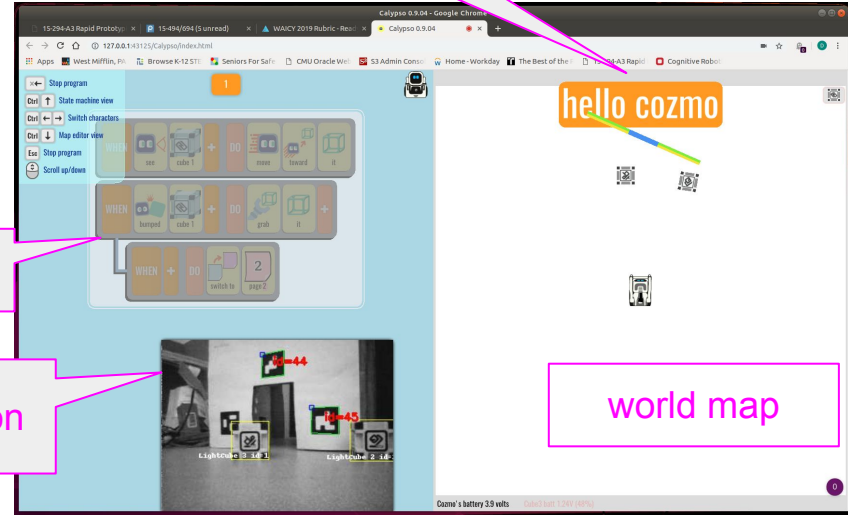 Calypso 0.9.04 - Google Chrome
15-294-A3 Rapid Prototyp
15-494/694 (5 unread)
WAICY 2019 Rubric - Read
Calypso 0.9.04
127.0.0.1:43125/Calypso/index.html
Apps
West Mifflin, PA
Browse K-12 STE
Seniors For Safe
CMU Oracle Web
S3 Admin Consol
Home - Workday
The Best of the
15-294-A3 Rapid
Cognitive Robot
Stop program
Ctrl ↑ State machine view
Ctrl ← → Switch characters
Ctrl ↓ Map editor view
Esc Stop program
Scroll up/down
1
WHEN see cube 1 + DO move toward it
WHEN bumped cube 1 + DO grab it +
WHEN + DO switch to 2 page 2
on
id=44
id=45
LightCube 3 id=1
LightCube 2 id=
hello cozmo
world map
0
Cozmo's battery 3.9 volts